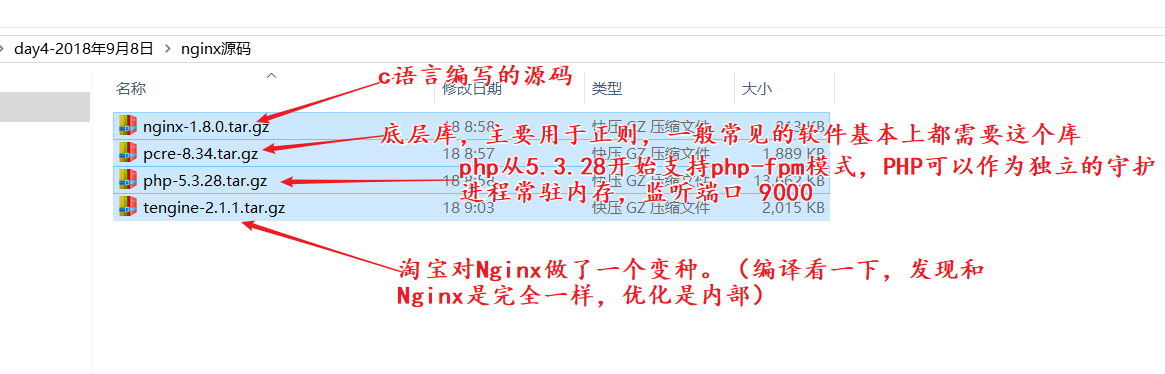 day4-2018年9月8日 > nginx源码
c语言编写的源码
名称 修改日期 类型 大小
nginx-1.8.0.tar.gz 18 8:58 快压 GZ 压缩文件 KB
底层库，主要用于正则，一般常见的软件基本上都需要这个库
pcre-8.34.tar.gz 18 8:57 快压 GZ 压缩文件 1,889 KB
php从5.3.28开始支持php-fpm模式，PHP可以作为独立的守护
php-5.3.28.tar.gz 快压 GZ 压缩文件 KB
进程常驻内存，监听端口 9000
tengine-2.1.1.tar.gz 18 9:03 快压 GZ 压缩文件 2,015 KB
淘宝对Nginx做了一个变种。（编译看一下，发现和
Nginx是完全一样，优化是内部）